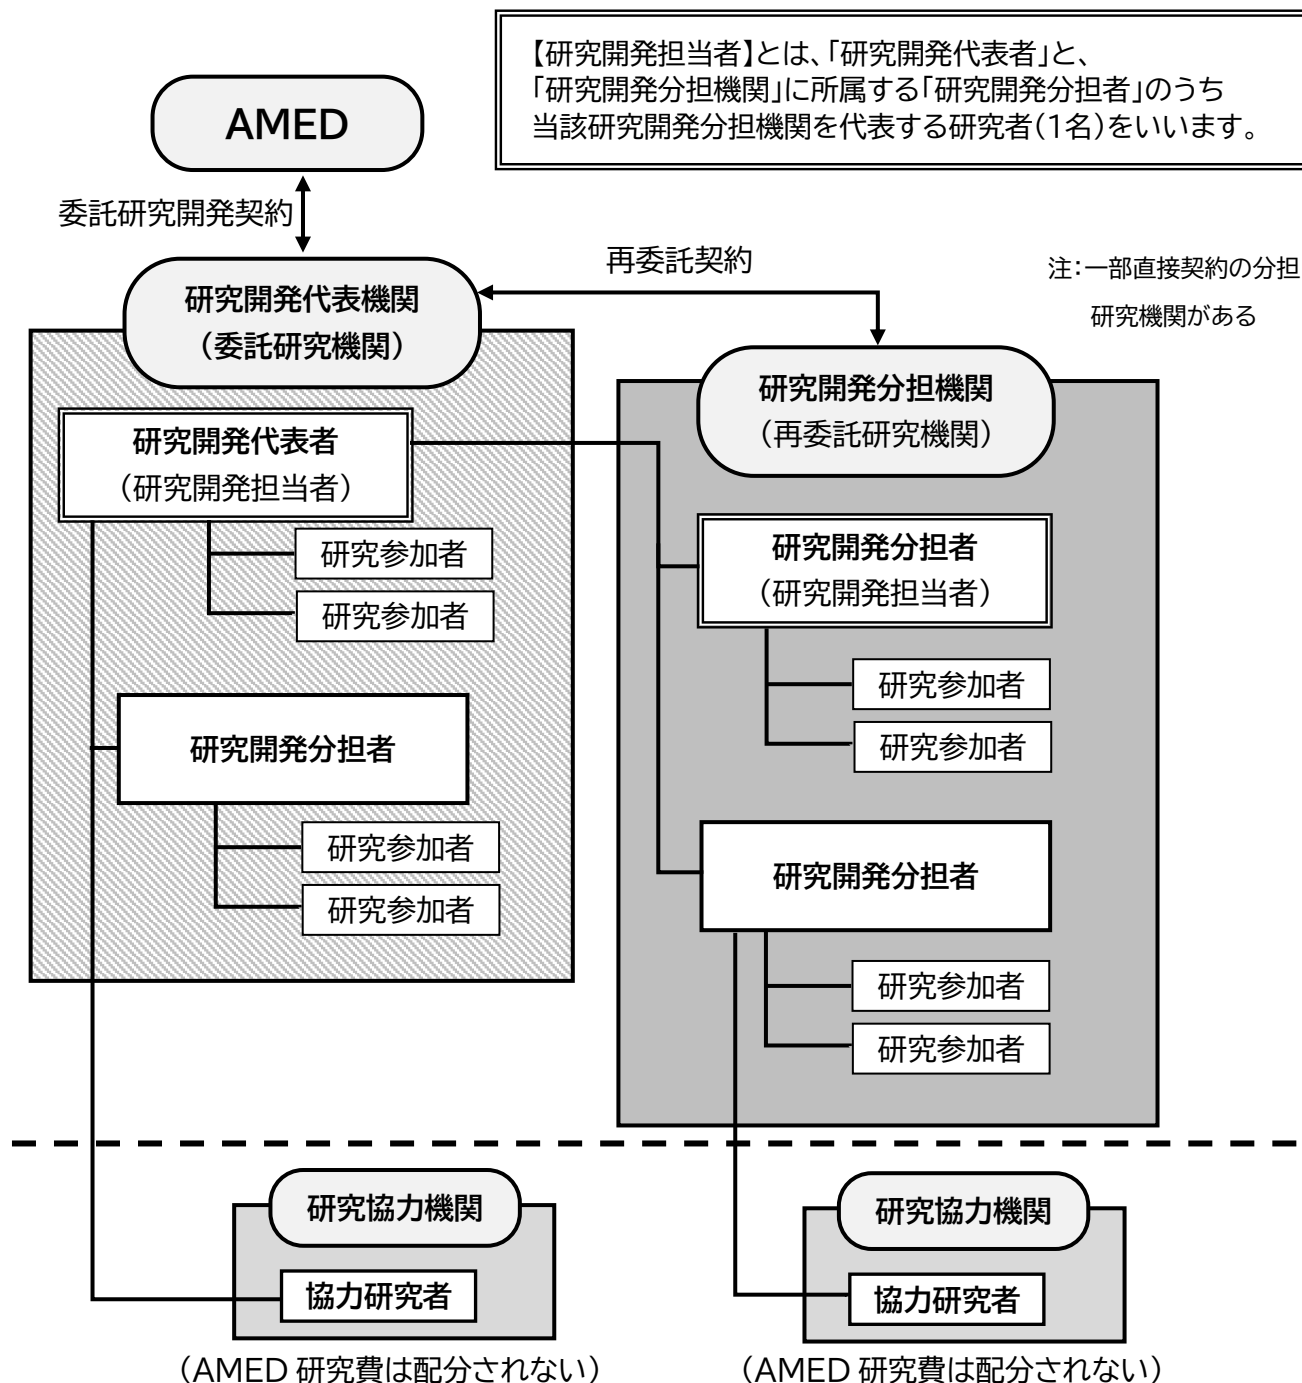 【研究開発担当者】とは、「研究開発代表者」と、
「研究開発分担機関」に所属する「研究開発分担者」のうち
当該研究開発分担機関を代表する研究者(1名)をいいます。
AMED
委託研究開発契約
再委託契約
注:一部直接契約の分担
研究機関がある
研究開発代表機関
(委託研究機関)
研究開発代表者
(研究開発担当者)
研究参加者
研究参加者
研究開発分担者
研究参加者
研究参加者
研究開発分担機関
(再委託研究機関)
研究開発分担者
(研究開発担当者)
研究参加者
研究参加者
研究開発分担者
研究参加者
研究参加者
研究協力機関
協力研究者
(AMED 研究費は配分されない)
研究協力機関
協力研究者
(AMED 研究費は配分されない)